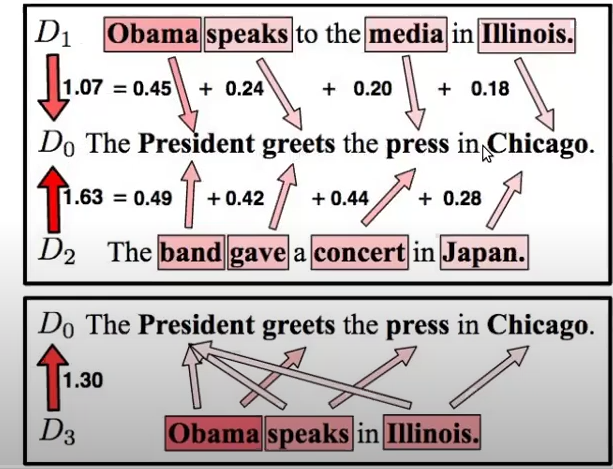 D1 Obama speaks to the media in Illinois.
1.07 = 0.45 + 0.24 + 0.20 + 0.18
D0 The President greets the press in Chicago.
1.63 = 0.49 + 0.42 + 0.44 + 0.28
D2 The band gave a concert in Japan.
D0 The President greets the press in Chicago.
1.30
D3 Obama speaks in Illinois.